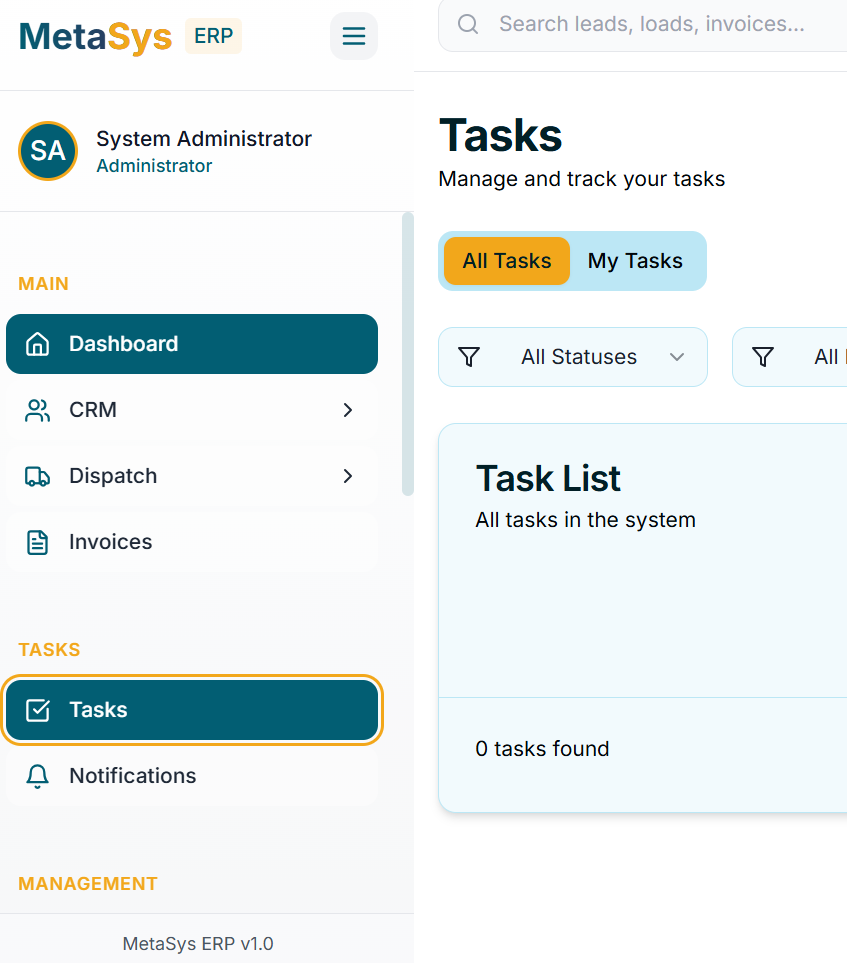 MetaSys ERP
SA
System Administrator
Administrator
MAIN
Dashboard
CRM
Dispatch
Invoices
TASKS
Tasks
Notifications
MANAGEMENT
MetaSys ERP v1.0
Search leads, loads, invoices...
Tasks
Manage and track your tasks
All Tasks My Tasks
All Statuses All
Task List
All tasks in the system
0 tasks found